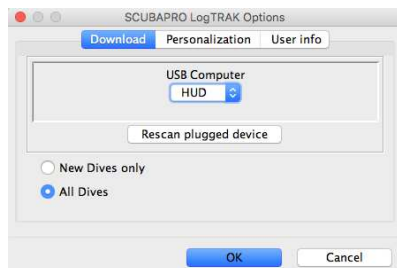 SCUBAPRO LogTRAK Options
Download Personalization User info
USB Computer
HUD
Rescan plugged device
New Dives only
All Dives
OK Cancel